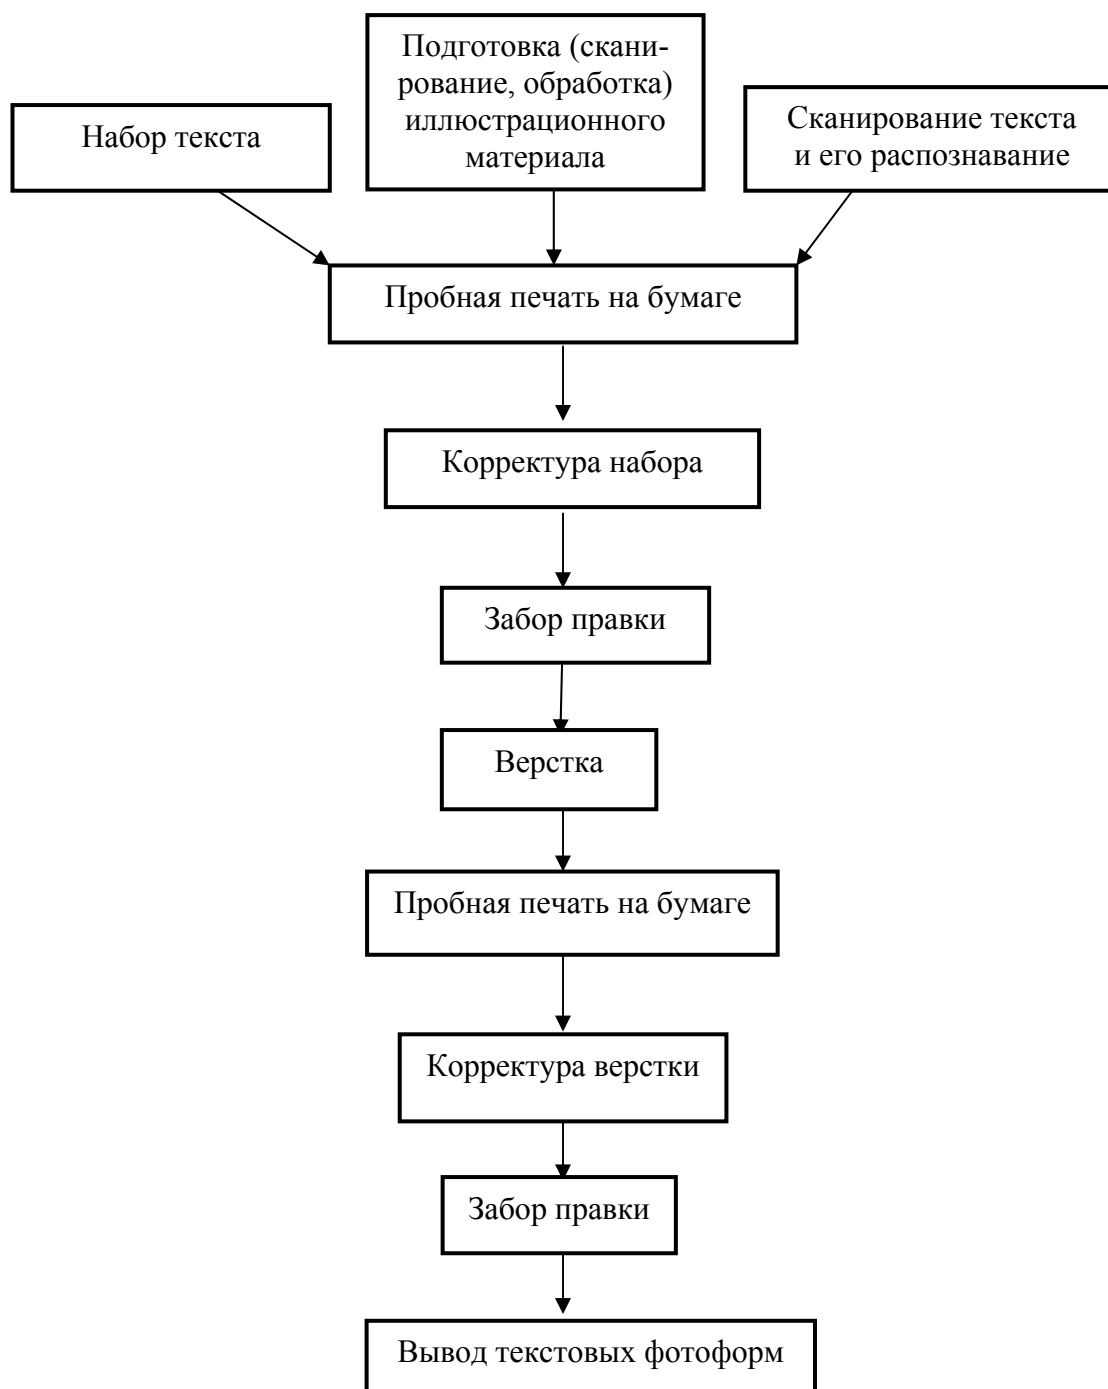 Набор текста
Подготовка (скани-
рование, обработка)
иллюстрационного
материала
Сканирование текста
и его распознавание
Пробная печать на бумаге
Корректура набора
Забор правки
Верстка
Пробная печать на бумаге
Корректура верстки
Забор правки
Вывод текстовых фотоформ